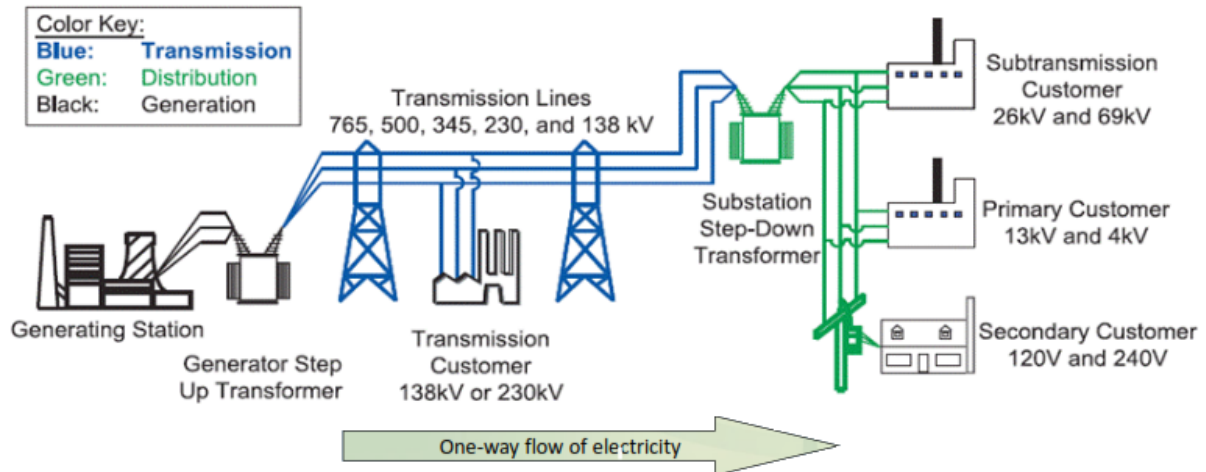 Color Key:
Blue: Transmission
Green: Distribution
Black: Generation
Transmission Lines
765, 500, 345, 230, and 138 kV
Subtransmission
Customer
26kV and 69kV
Substation
Step-Down
Transformer
Primary Customer
13kV and 4kV
Generating Station
Generator Step
Up Transformer
Transmission
Customer
138kV or 230kV
Secondary Customer
120V and 240V
One-way flow of electricity